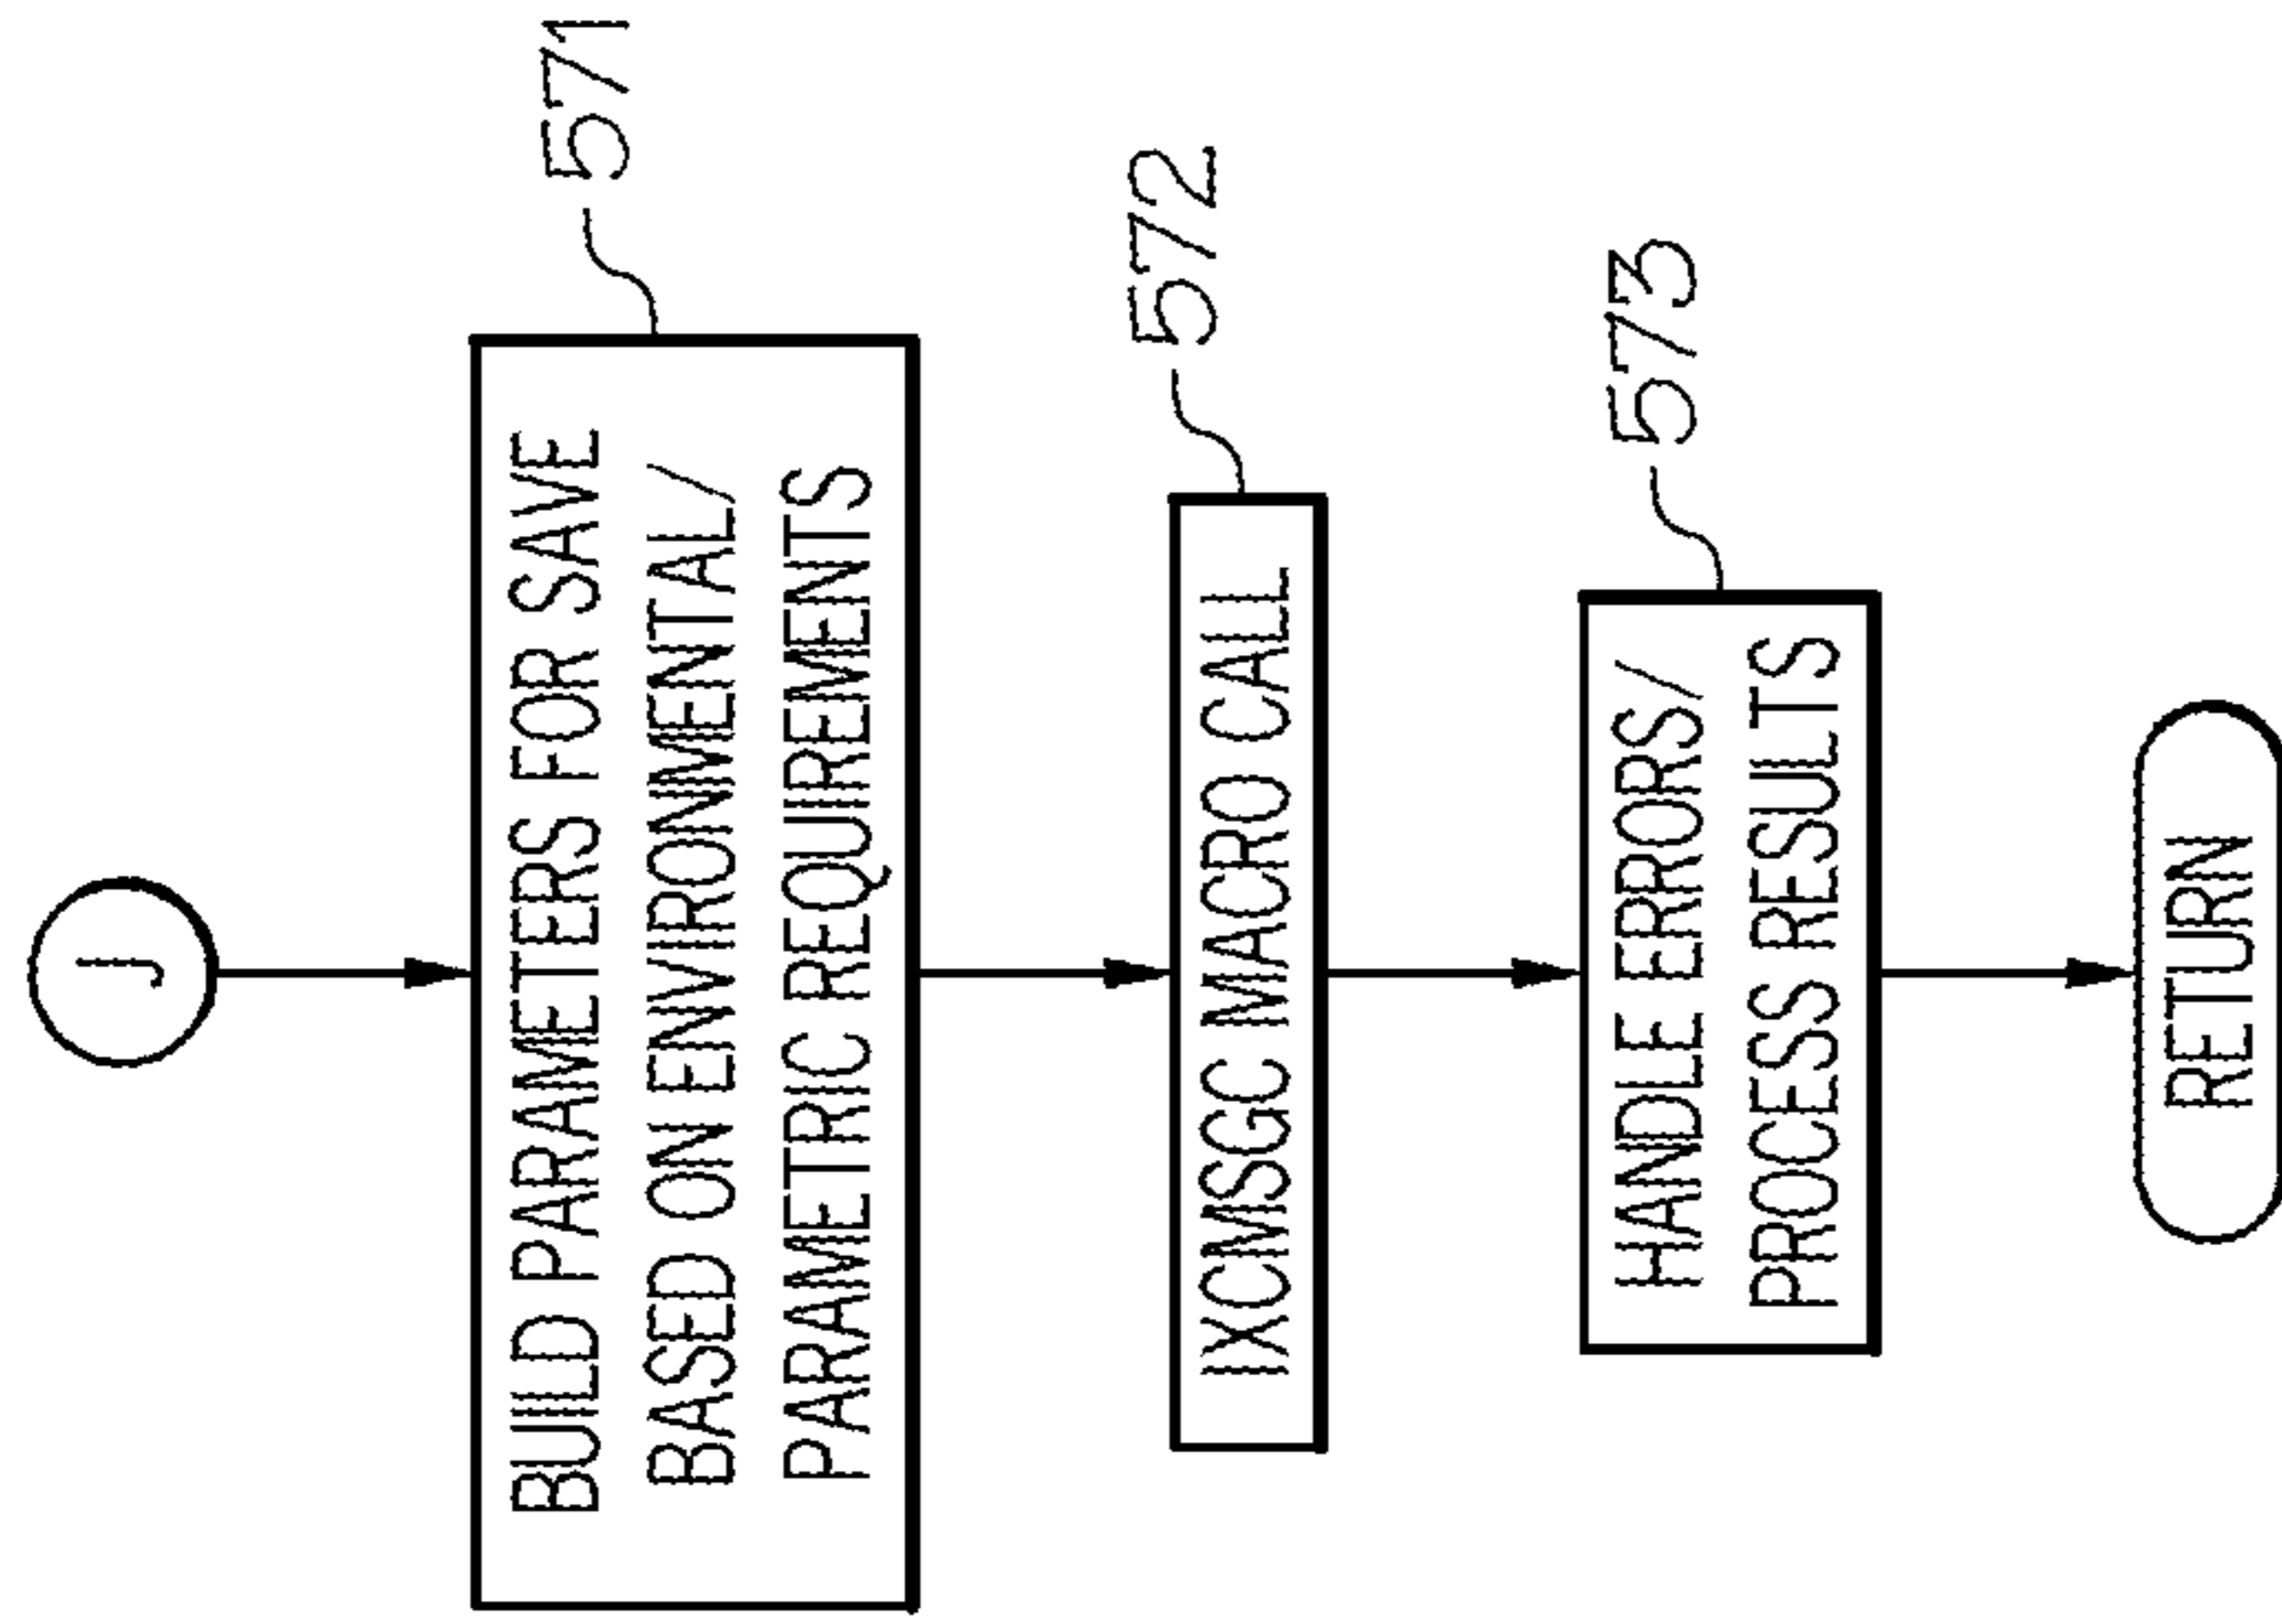 J
571
BUILD PARAMETERS FOR SAVE
BASED ON ENVIRONMENTAL/
PARAMETRIC REQUIREMENTS
572
IXCMSGC MACRO CALL
573
HANDLE ERRORS/
PROCESS RESULTS
RETURN